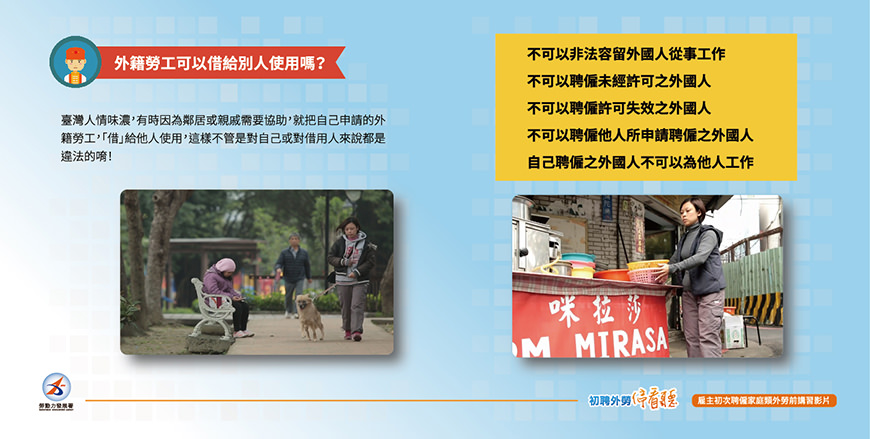 外籍勞工可以借給別人使用嗎？
臺灣人情味濃，有時因為鄰居或親戚需要協助，就把自己申請的外
籍勞工，「借」給他人使用，這樣不管是對自己或對借用人來說都是
違法的唷！
不可以非法容留外國人從事工作
不可以聘僱未經許可之外國人
不可以聘僱許可失效之外國人
不可以聘僱他人所申請聘僱之外國人
自己聘僱之外國人不可以為他人工作
咪拉莎
OM MIRASA
勞動力發展署
初聘外勞停看聽
雇主初次聘僱家庭類外勞前講習影片